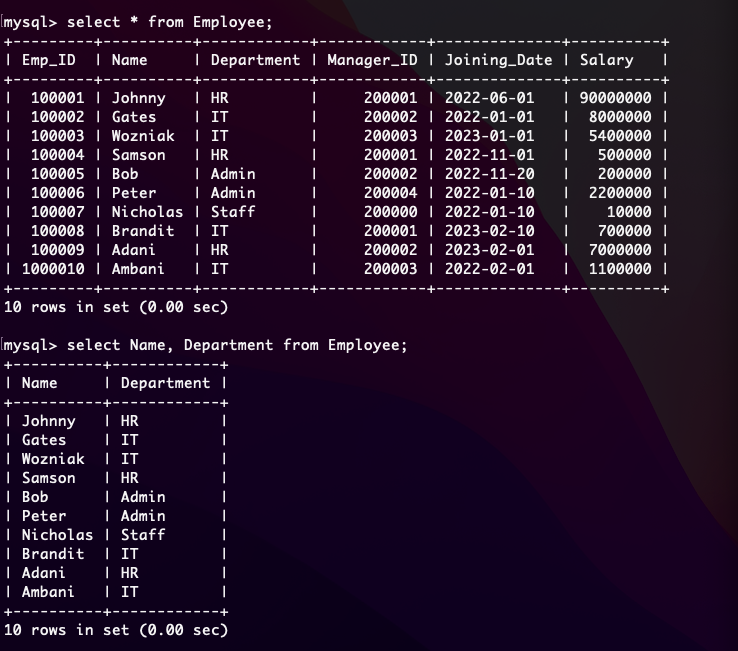 mysql> select * from Employee;
+---------+----------+------------+------------+--------------+----------+
| Emp_ID  | Name     | Department | Manager_ID | Joining_Date | Salary   |
+---------+----------+------------+------------+--------------+----------+
|  100001 | Johnny   | HR         |     200001 | 2022-06-01   | 90000000 |
|  100002 | Gates    | IT         |     200002 | 2022-01-01   |  8000000 |
|  100003 | Wozniak  | IT         |     200003 | 2023-01-01   |  5400000 |
|  100004 | Samson   | HR         |     200001 | 2022-11-01   |   500000 |
|  100005 | Bob      | Admin      |     200002 | 2022-11-20   |   200000 |
|  100006 | Peter    | Admin      |     200004 | 2022-01-10   |  2200000 |
|  100007 | Nicholas | Staff      |     200000 | 2022-01-10   |    10000 |
|  100008 | Brandit  | IT         |     200001 | 2023-02-10   |   700000 |
|  100009 | Adani    | HR         |     200002 | 2023-02-01   |  7000000 |
| 1000010 | Ambani   | IT         |     200003 | 2022-02-01   |  1100000 |
+---------+----------+------------+------------+--------------+----------+
10 rows in set (0.00 sec)
mysql> select Name, Department from Employee;
+----------+------------+
| Name     | Department |
+----------+------------+
| Johnny   | HR         |
| Gates    | IT         |
| Wozniak  | IT         |
| Samson   | HR         |
| Bob      | Admin      |
| Peter    | Admin      |
| Nicholas | Staff      |
| Brandit  | IT         |
| Adani    | HR         |
| Ambani   | IT         |
+----------+------------+
10 rows in set (0.00 sec)